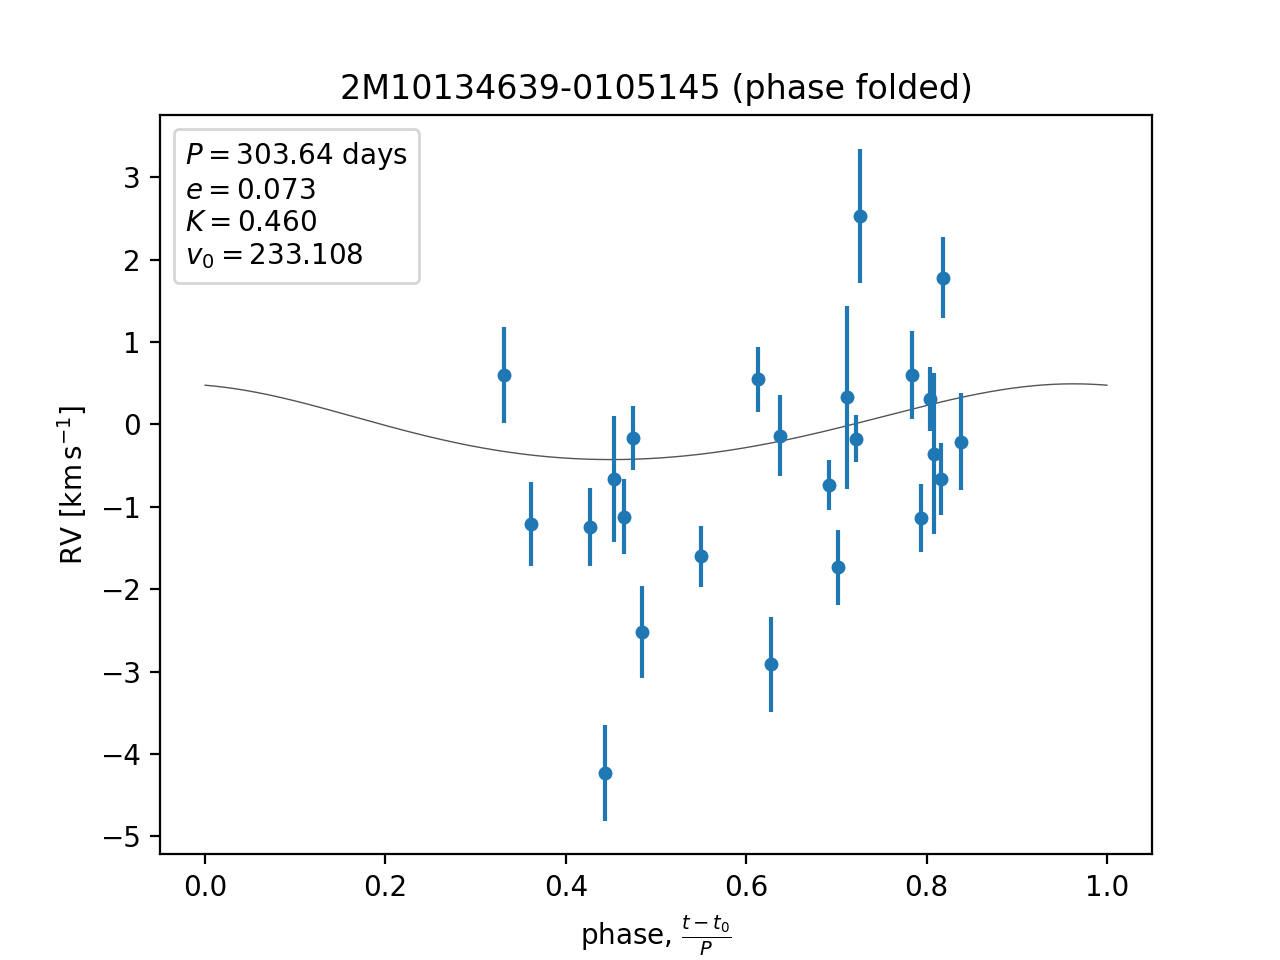 2M10134639-0105145 (phase folded)
P = 303.64 days
e = 0.073
K = 0.460
v₀ = 233.108
3
2
1
0
−1
−2
−3
−4
−5
RV [km s⁻¹]
0.0 0.2 0.4 0.6 0.8 1.0
phase, (t − t₀)/P